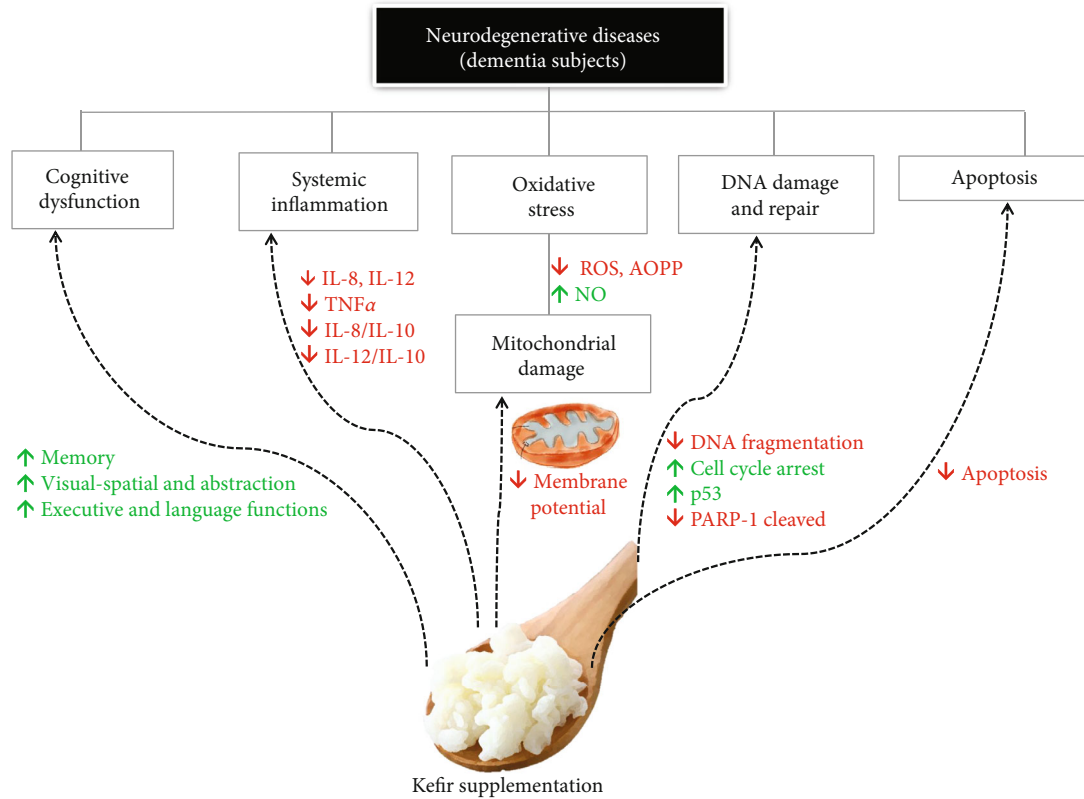 Neurodegenerative diseases
(dementia subjects)
Cognitive
dysfunction
Systemic
inflammation
Oxidative
stress
DNA damage
and repair
Apoptosis
↓ IL-8, IL-12
↓ TNFα
↓ IL-8/IL-10
↓ IL-12/IL-10
↓ ROS, AOPP
↑ NO
Mitochondrial
damage
↑ Memory
↑ Visual-spatial and abstraction
↑ Executive and language functions
↓ Membrane
potential
↓ DNA fragmentation
↑ Cell cycle arrest
↑ p53
↓ PARP-1 cleaved
↓ Apoptosis
Kefir supplementation